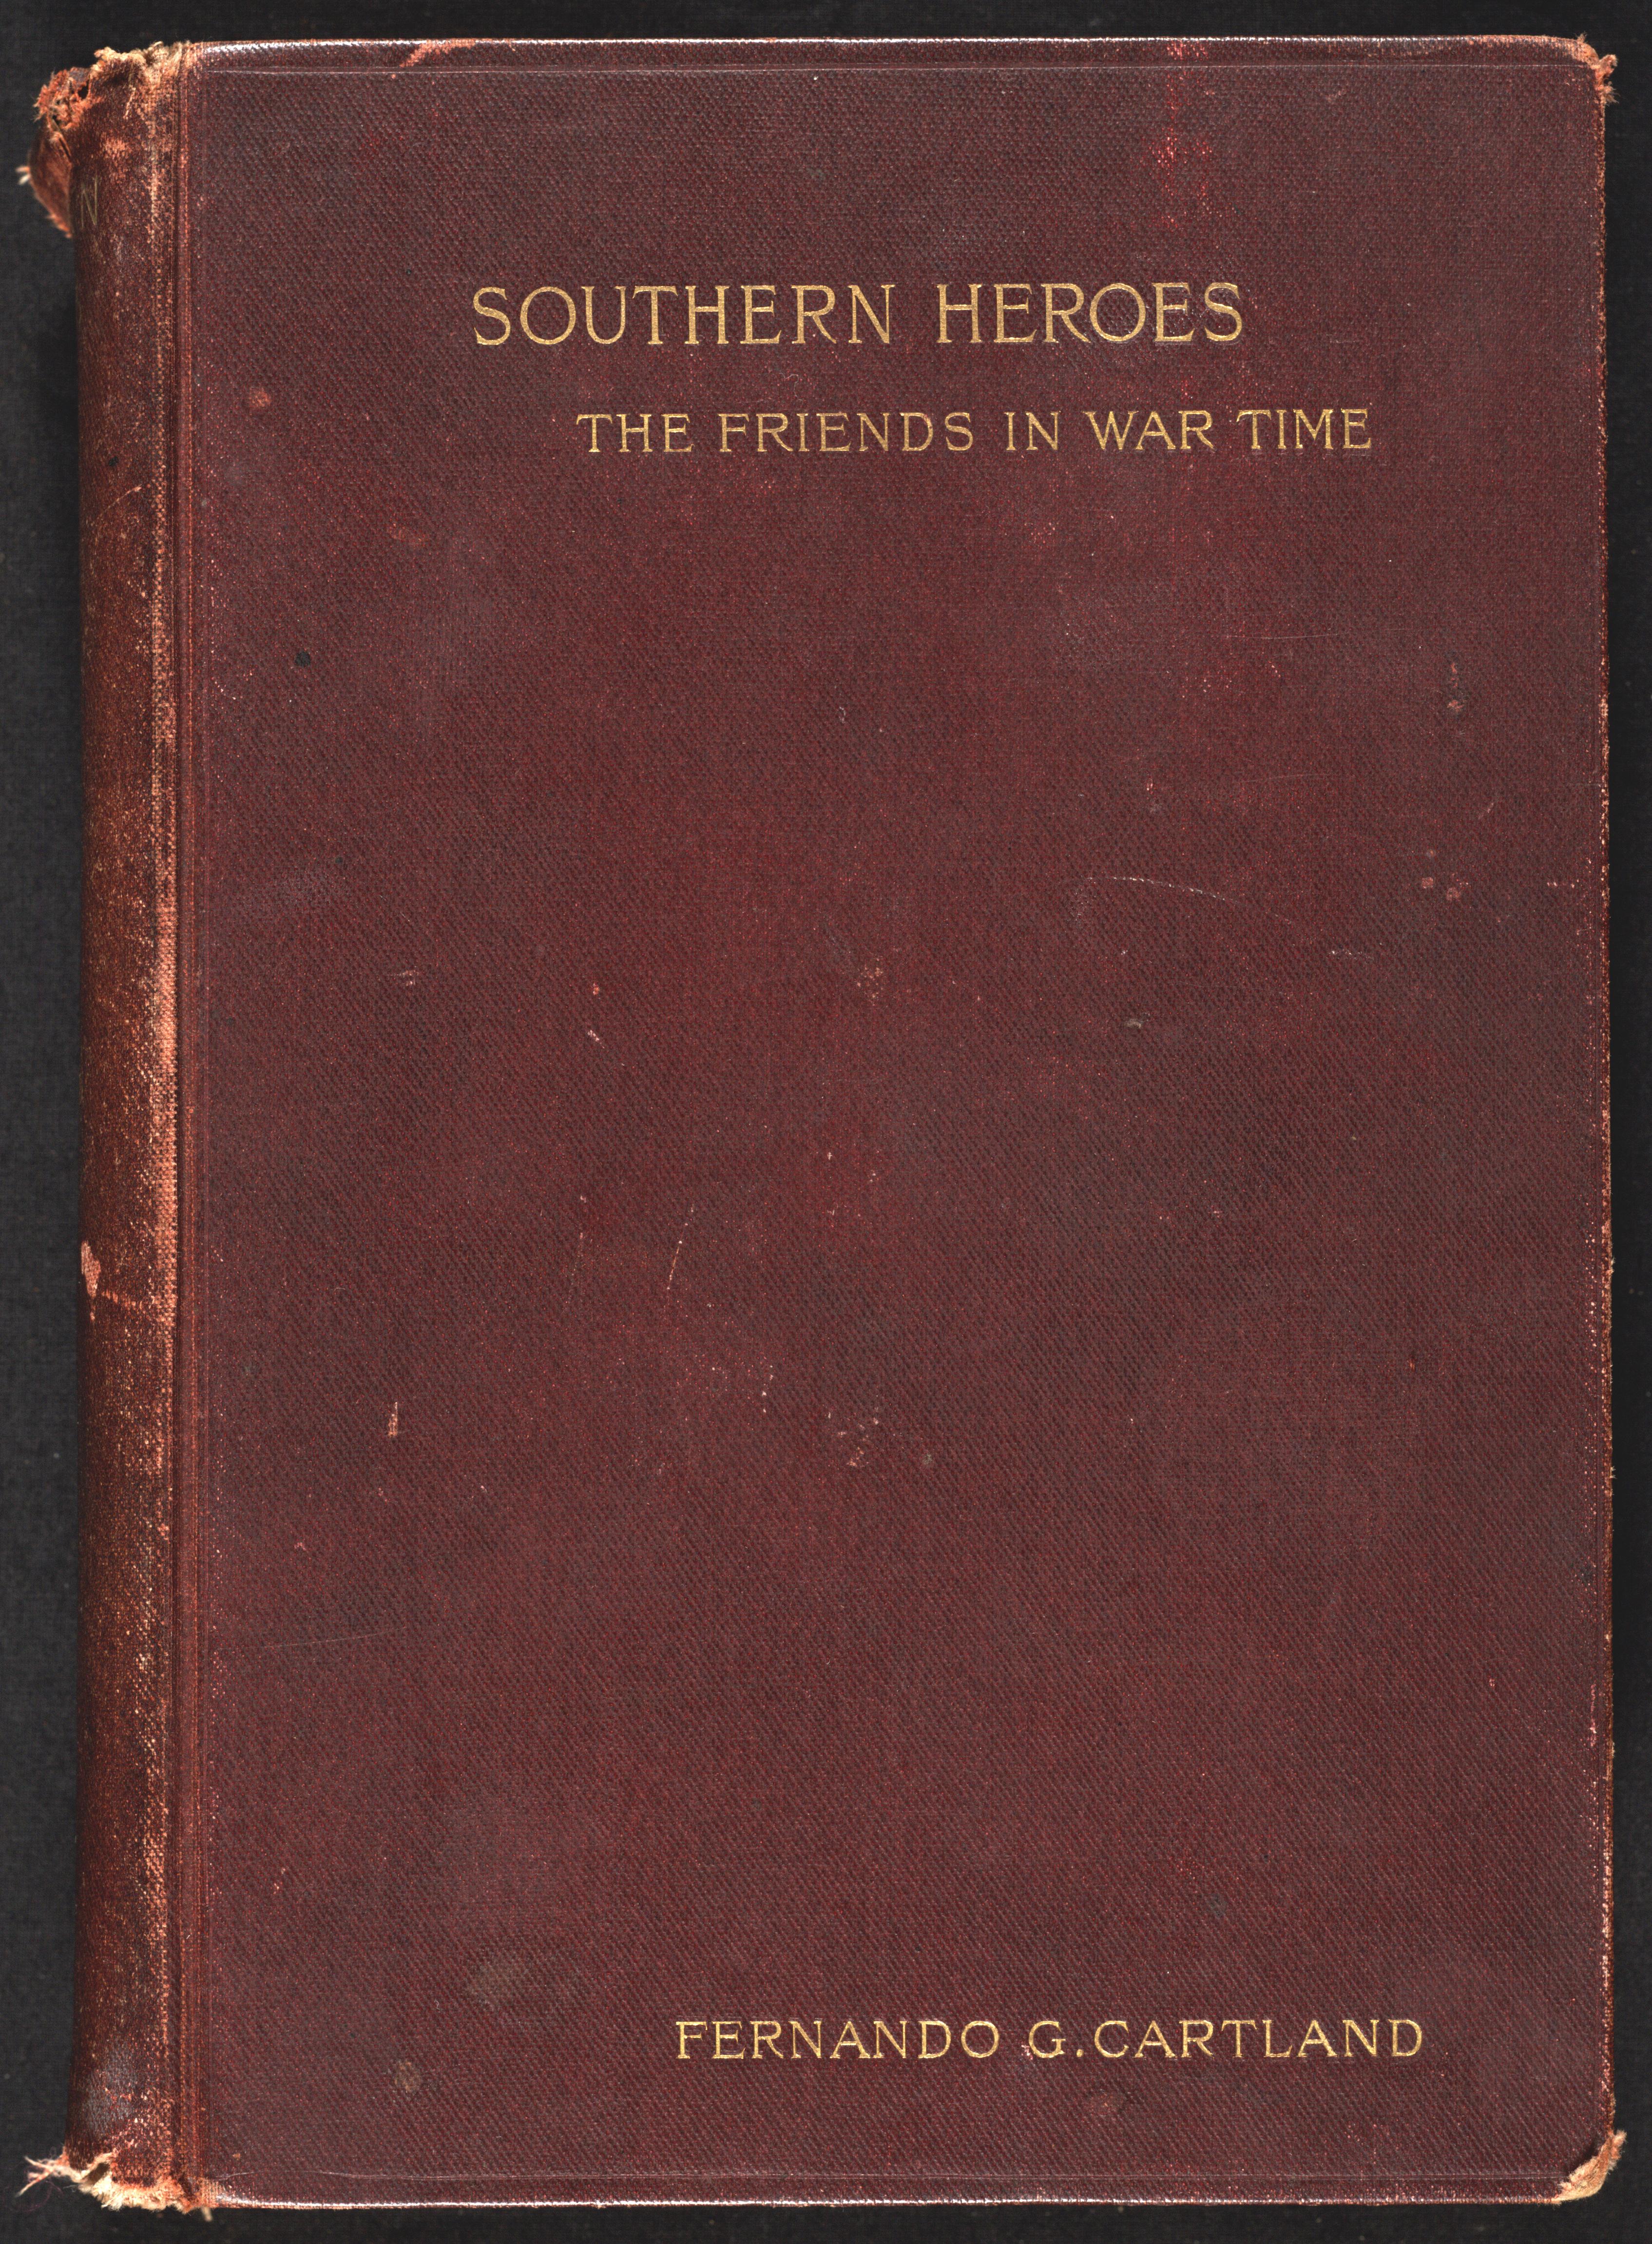 SOUTHERN HEROES
THE FRIENDS IN WAR TIME
FERNANDO G. CARTLAND